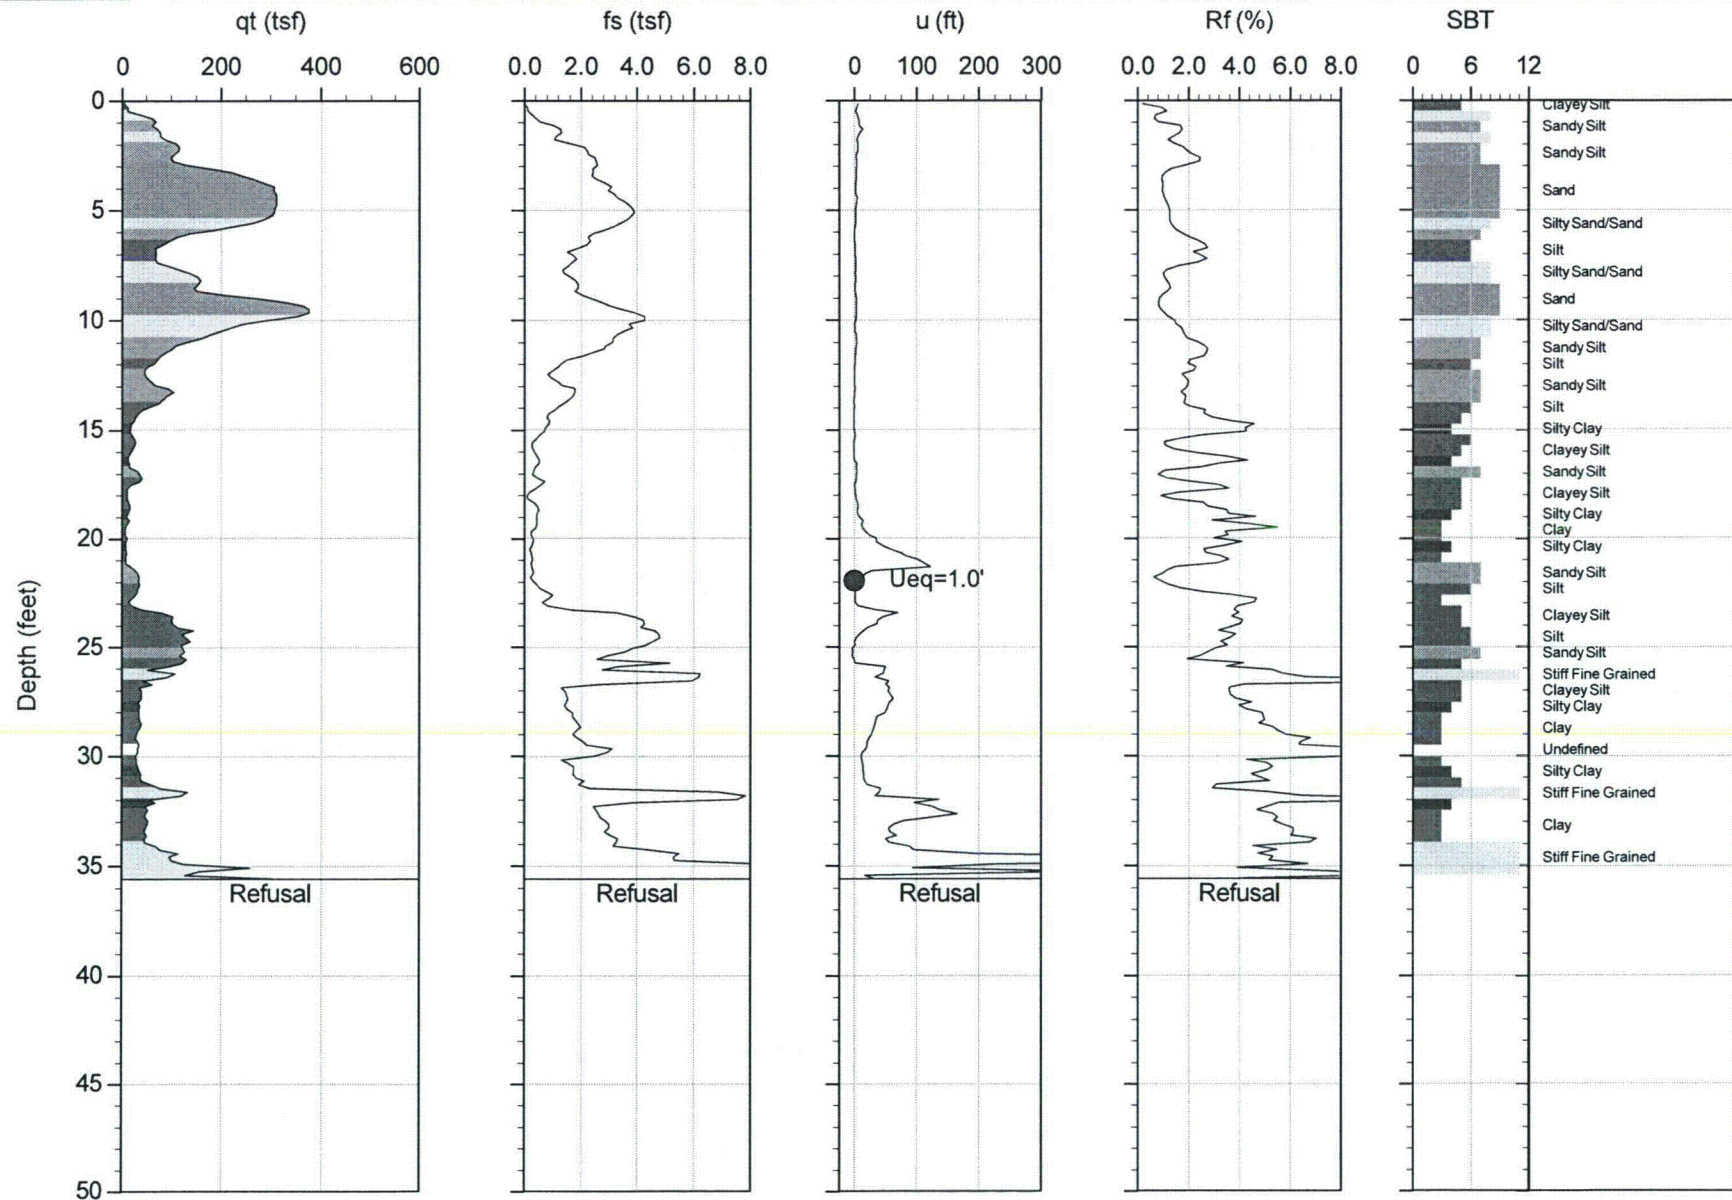 qt (tsf) fs (tsf) u (ft) Rf (%) SBT
0 200 400 600 0.0 2.0 4.0 6.0 8.0 0 100 200 300 0.0 2.0 4.0 6.0 8.0 0 6 12
0
Clayey Silt
Sandy Silt
Sandy Silt
Sand
5
Silty Sand/Sand
Silt
Silty Sand/Sand
Sand
10
Silty Sand/Sand
Sandy Silt
Silt
Sandy Silt
Silt
15
Silty Clay
Clayey Silt
Sandy Silt
Clayey Silt
Silty Clay
Clay
20
Silty Clay
Sandy Silt
Ueq=1.0'
Silt
Clayey Silt
Silt
25
Sandy Silt
Stiff Fine Grained
Clayey Silt
Silty Clay
Clay
Undefined
30
Silty Clay
Stiff Fine Grained
Clay
Stiff Fine Grained
35
Refusal Refusal Refusal Refusal
40
45
50
Depth (feet)